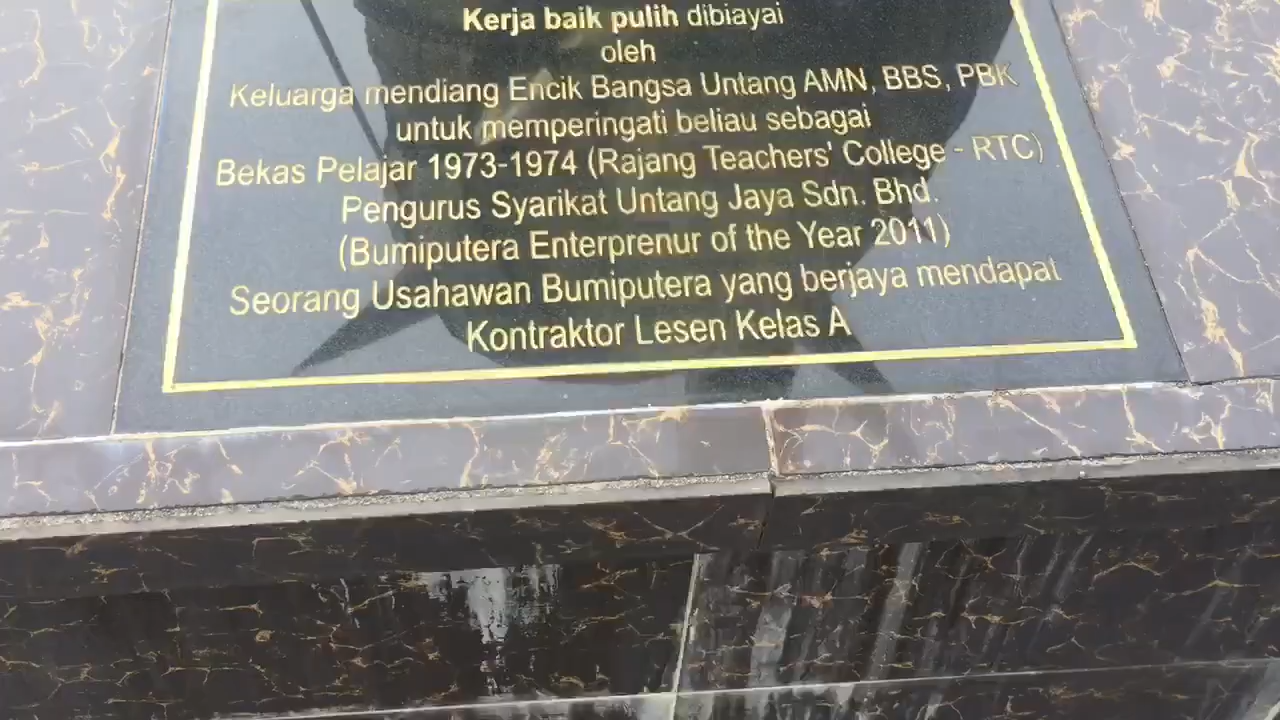 Kerja baik pulih dibiayai
oleh
Keluarga mendiang Encik Bangsa Untang AMN, BBS, PBK
untuk memperingati beliau sebagai
Bekas Pelajar 1973-1974 (Rajang Teachers' College - RTC)
Pengurus Syarikat Untang Jaya Sdn. Bhd.
(Bumiputera Enterprenur of the Year 2011)
Seorang Usahawan Bumiputera yang berjaya mendapat
Kontraktor Lesen Kelas A